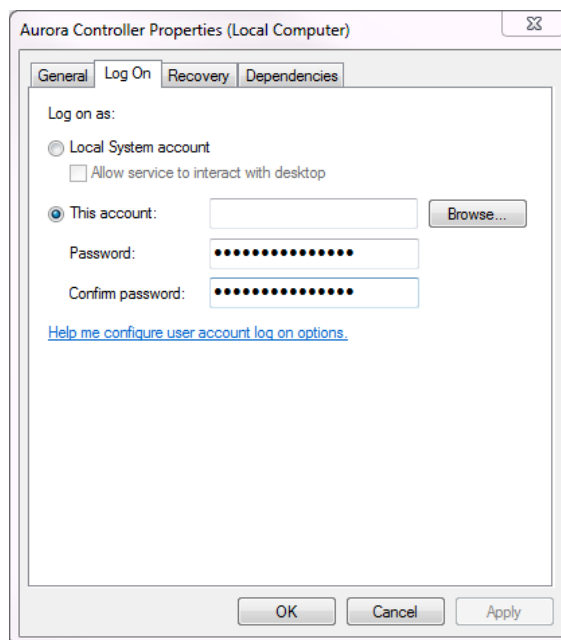 Aurora Controller Properties (Local Computer)
General Log On Recovery Dependencies
Log on as:
Local System account
Allow service to interact with desktop
This account: Browse...
Password: ●●●●●●●●●●●●●●●
Confirm password: ●●●●●●●●●●●●●●●
Help me configure user account log on options.
OK Cancel Apply